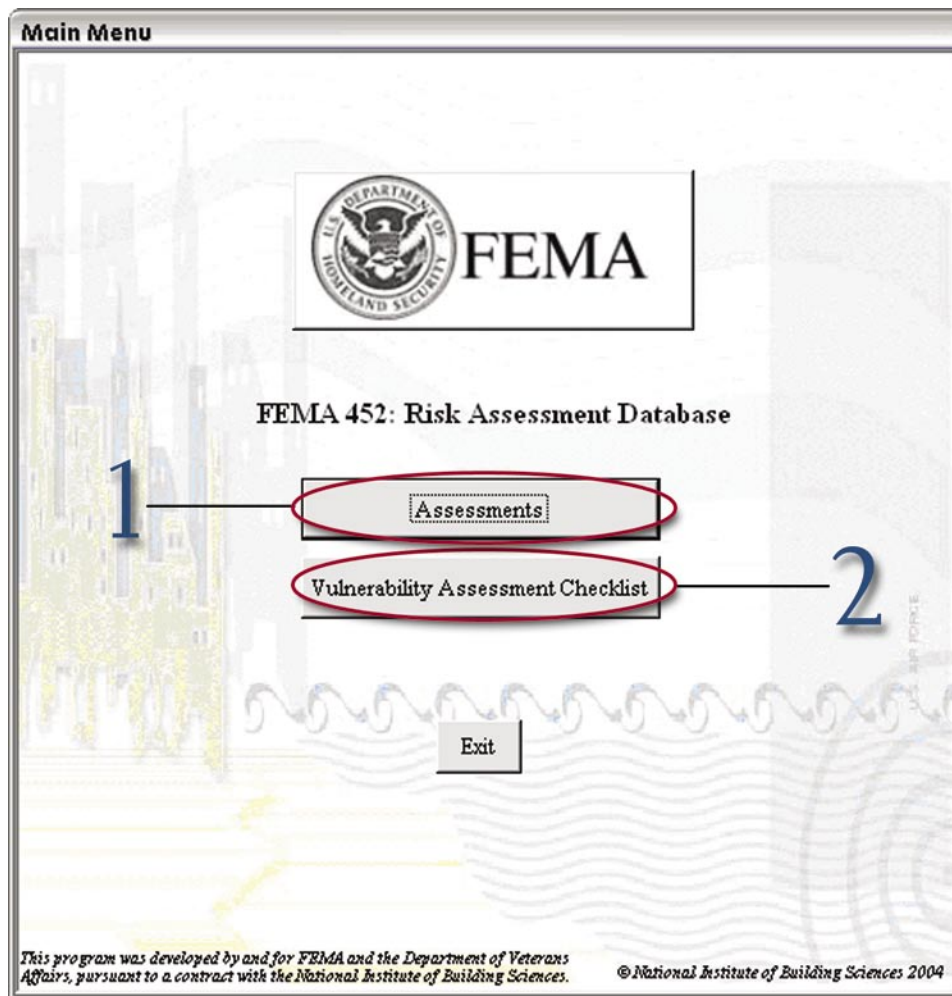 Main Menu
U.S. DEPARTMENT OF
HOMELAND SECURITY
FEMA
FEMA 452: Risk Assessment Database
1
Assessments
Vulnerability Assessment Checklist
2
U.S. AIR FORCE
Exit
This program was developed by and for FEMA and the Department of Veterans
Affairs, pursuant to a contract with the National Institute of Building Sciences.
© National Institute of Building Sciences 2004